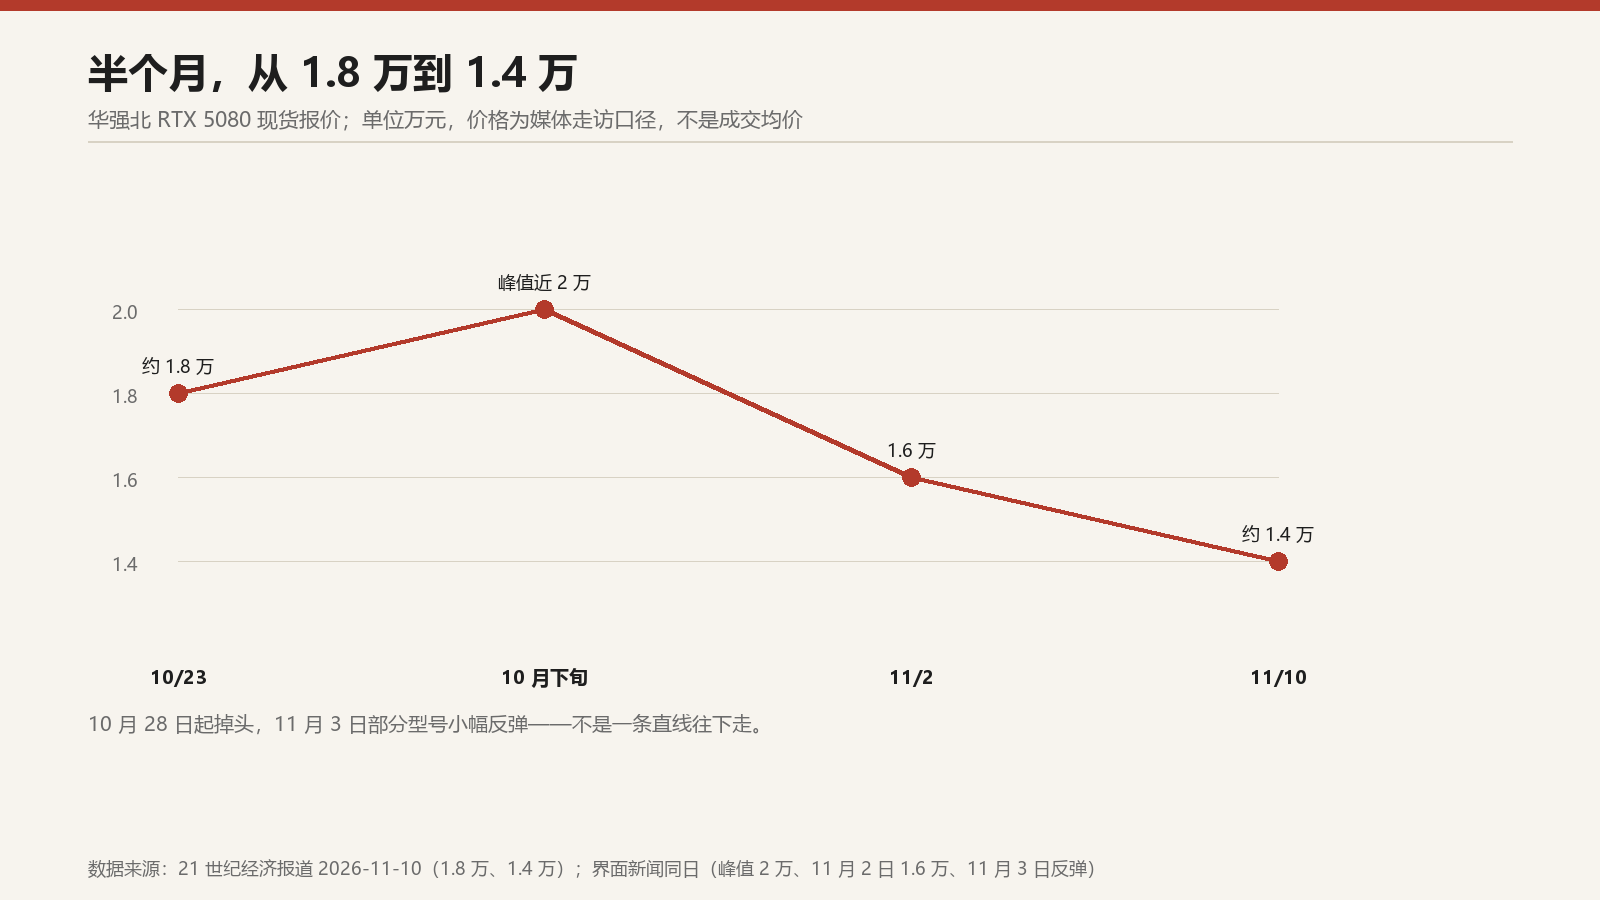 半个月，从 1.8 万到 1.4 万
华强北 RTX 5080 现货报价；单位万元，价格为媒体走访口径，不是成交均价
峰值近 2 万
2.0
约 1.8 万
1.8
1.6 万
1.6
约 1.4 万
1.4
10/23
10 月下旬
11/2
11/10
10 月 28 日起掉头，11 月 3 日部分型号小幅反弹——不是一条直线往下走。
数据来源：21 世纪经济报道 2026-11-10（1.8 万、1.4 万）；界面新闻同日（峰值 2 万、11 月 2 日 1.6 万、11 月 3 日反弹）